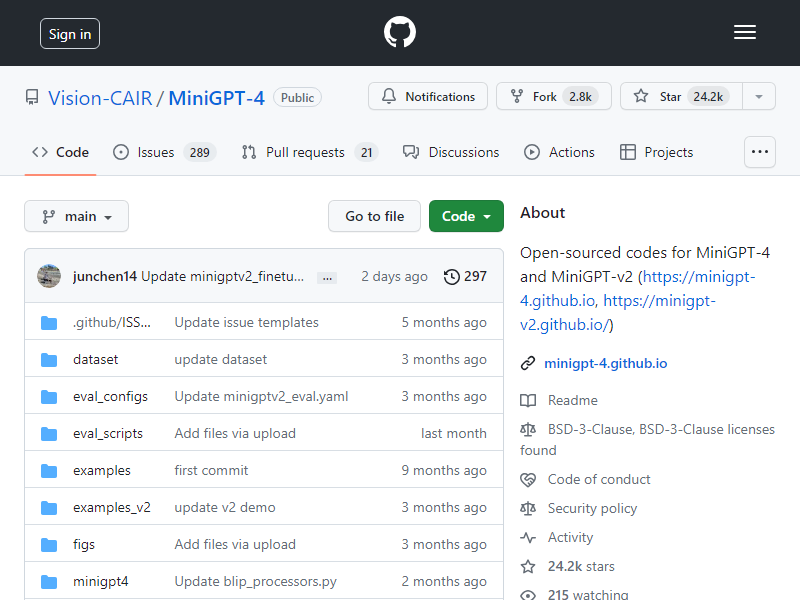 Sign in
Vision-CAIR / MiniGPT-4 Public
Notifications
Fork 2.8k
Star 24.2k
Code
Issues 289
Pull requests 21
Discussions
Actions
Projects
main
Go to file
Code
junchen14 Update minigptv2_finetu... ... 2 days ago 297
.github/ISS... Update issue templates 5 months ago
dataset update dataset 3 months ago
eval_configs Update minigptv2_eval.yaml 3 months ago
eval_scripts Add files via upload last month
examples first commit 9 months ago
examples_v2 update v2 demo 3 months ago
figs Add files via upload 3 months ago
minigpt4 Update blip_processors.py 2 months ago
About
Open-sourced codes for MiniGPT-4
and MiniGPT-v2 (https://minigpt-
4.github.io, https://minigpt-
v2.github.io/)
minigpt-4.github.io
Readme
BSD-3-Clause, BSD-3-Clause licenses
found
Code of conduct
Security policy
Activity
24.2k stars
215 watching